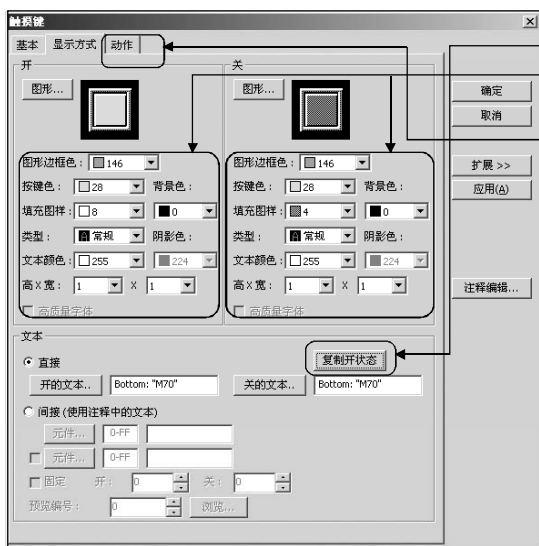 触摸键
基本 显示方式 动作
开 关
图形... 图形... 确定
取消
图形边框色： 146 图形边框色： 146 扩展 >>
按键色： 28 背景色： 按键色： 28 背景色： 应用(A)
填充图样： 8 0 填充图样： 4 0
类型： A 常规 阴影色： 类型： A 常规 阴影色：
文本颜色： 255 224 文本颜色： 255 224
高X宽： 1 X 1 高X宽： 1 X 1 注释编辑...
高质量字体 高质量字体
文本
直接 复制开状态
开的文本.. Bottom: "M70" 关的文本.. Bottom: "M70"
间接(使用注释中的文本)
元件... 0-FF
元件... 0-FF
固定 开： 0 关： 0
预览编号： 0 浏览...